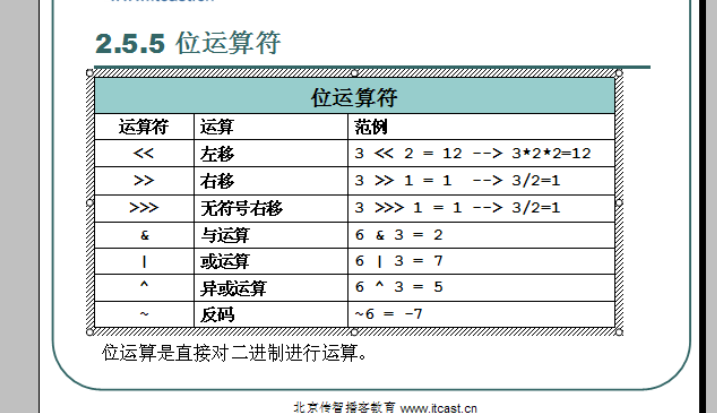 2.5.5 位运算符
位运算符
运算符 运算 范例
<< 左移 3 << 2 = 12 --> 3*2*2=12
>> 右移 3 >> 1 = 1 --> 3/2=1
>>> 无符号右移 3 >>> 1 = 1 --> 3/2=1
& 与运算 6 & 3 = 2
| 或运算 6 | 3 = 7
^ 异或运算 6 ^ 3 = 5
~ 反码 ~6 = -7
位运算是直接对二进制进行运算。
北京传智播客教育 www.itcast.cn